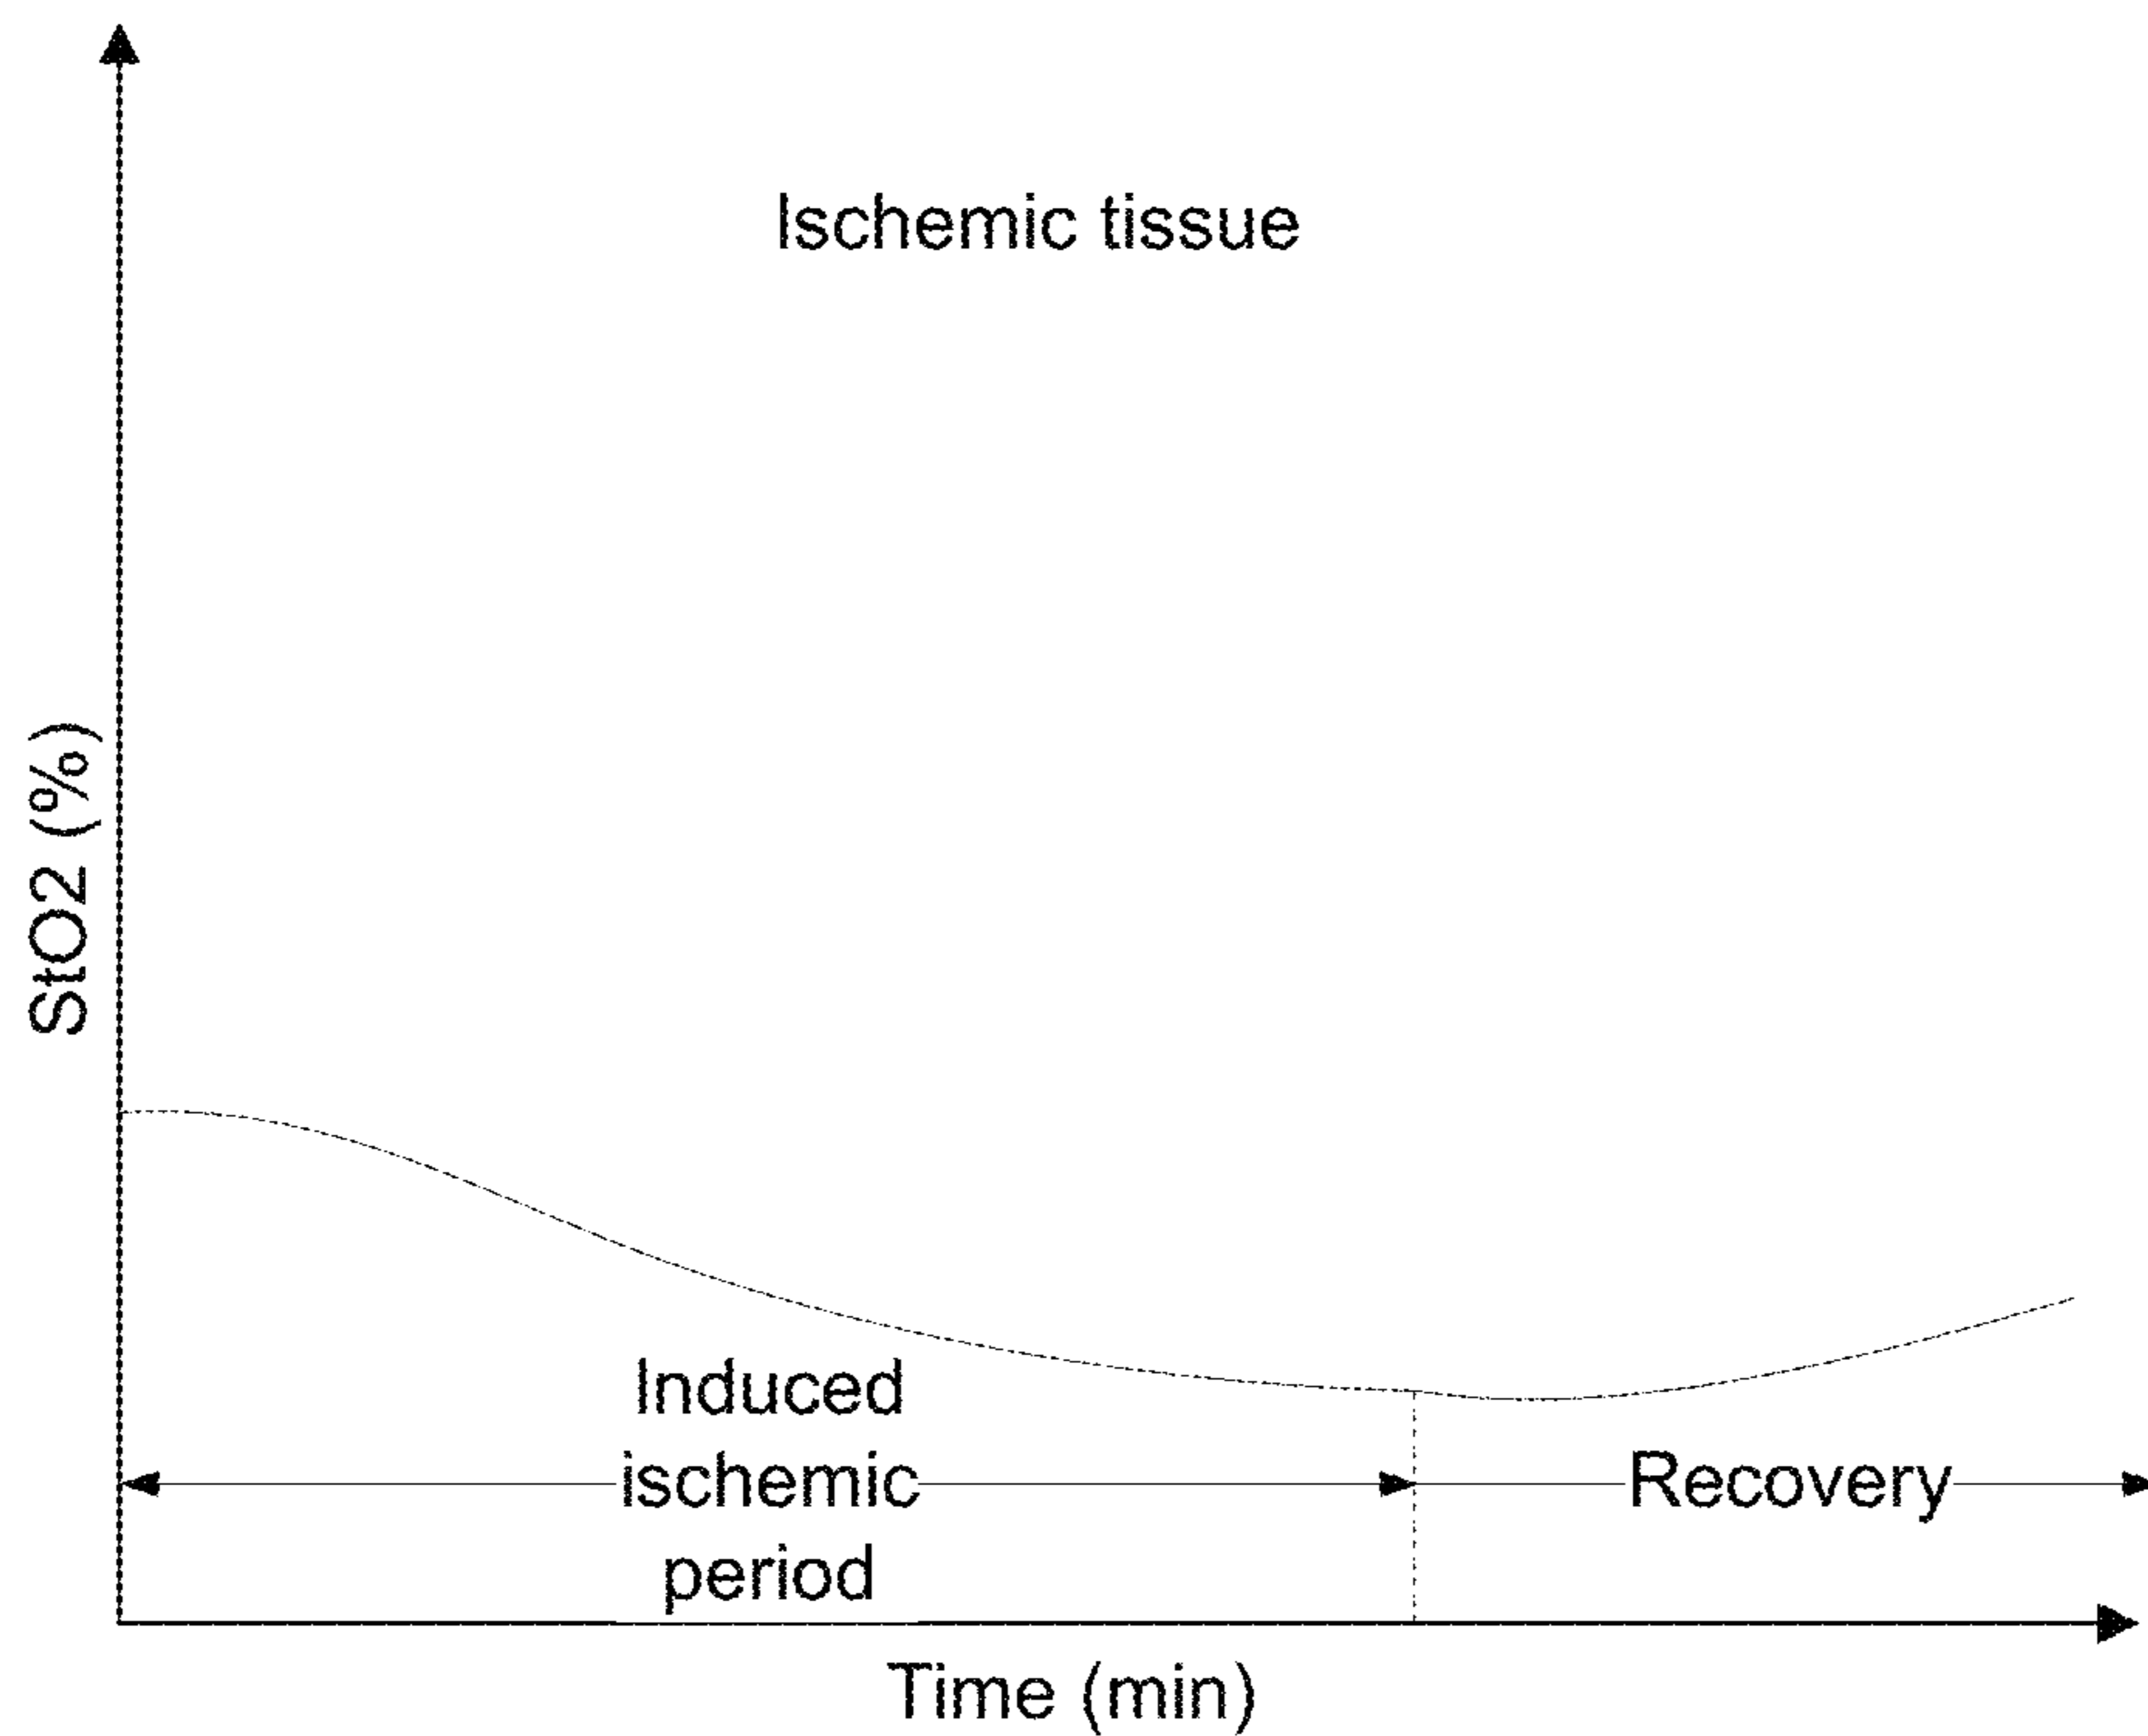 Ischemic tissue
StO2 (%)
Induced
ischemic
period
Recovery
Time (min)